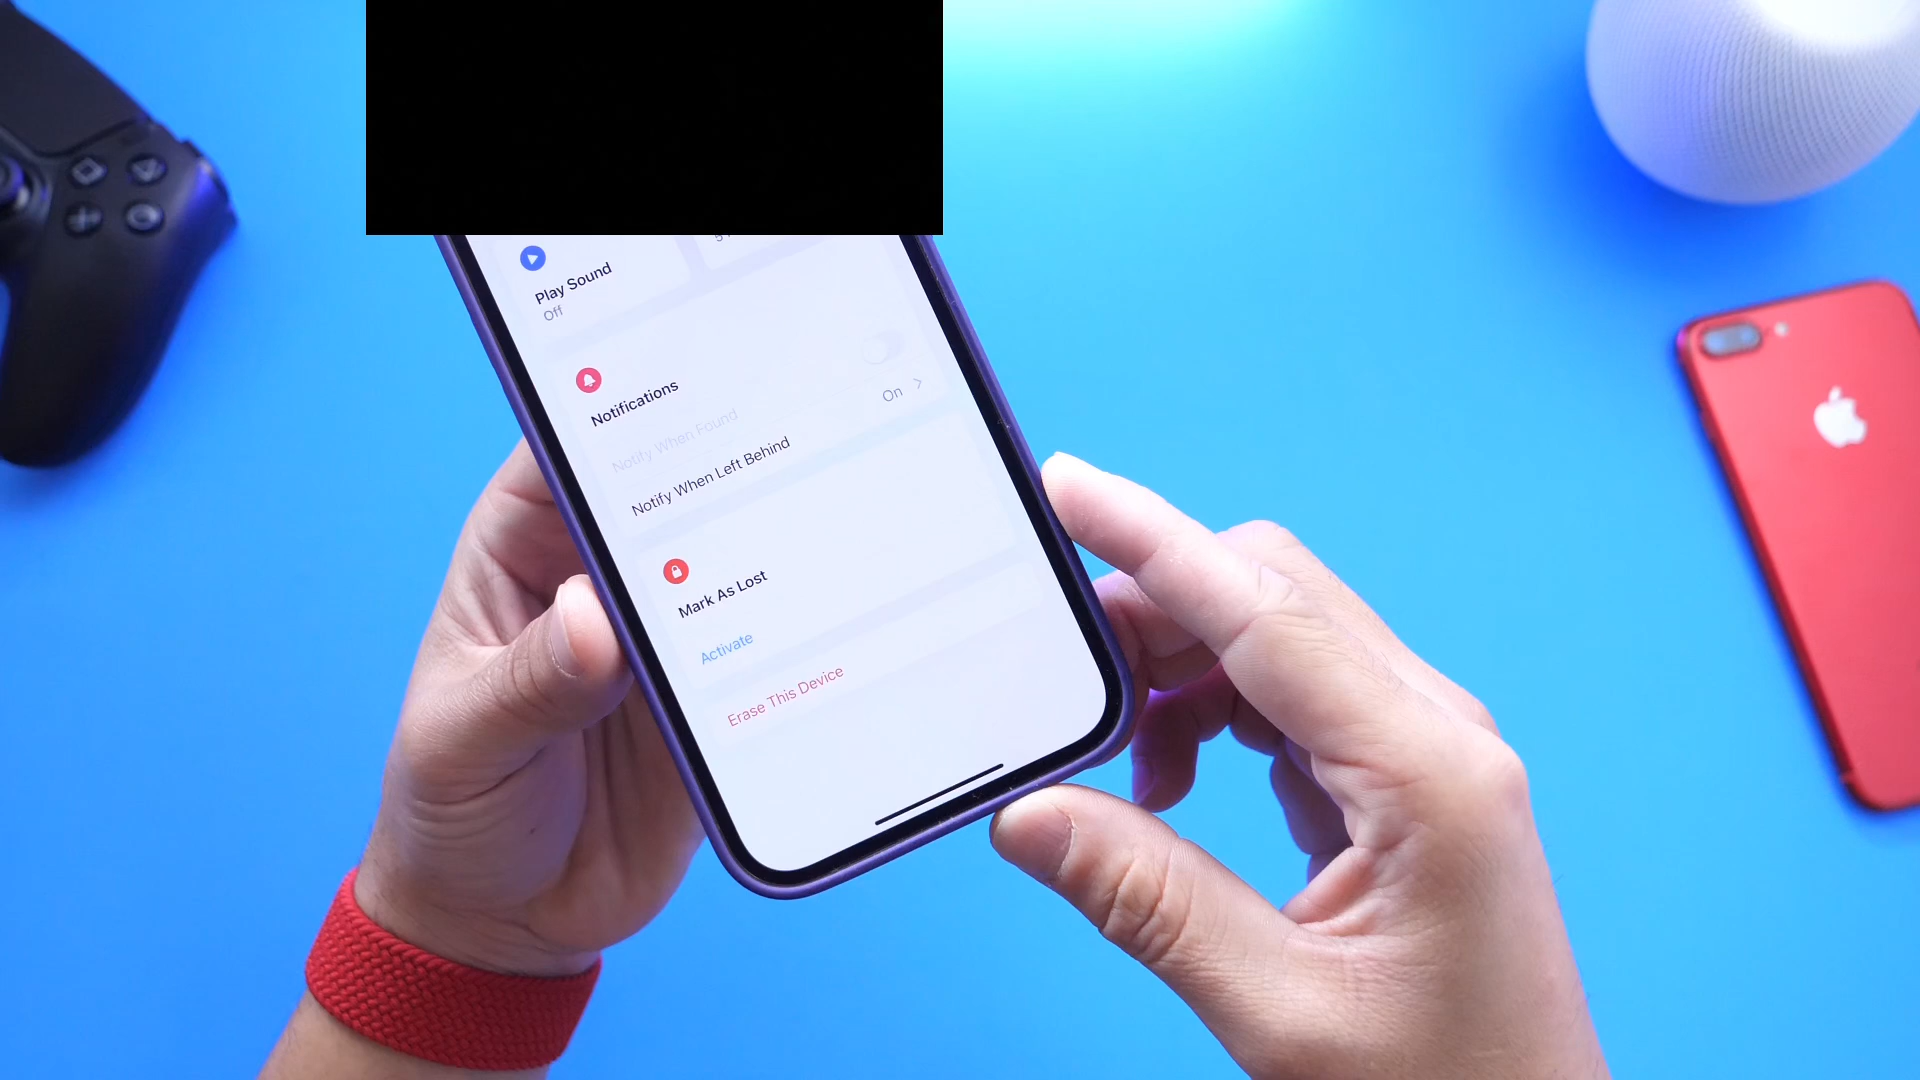 Play Sound
Off
Notifications
Notify When Found
Notify When Left Behind
On
Mark As Lost
Activate
Erase This Device